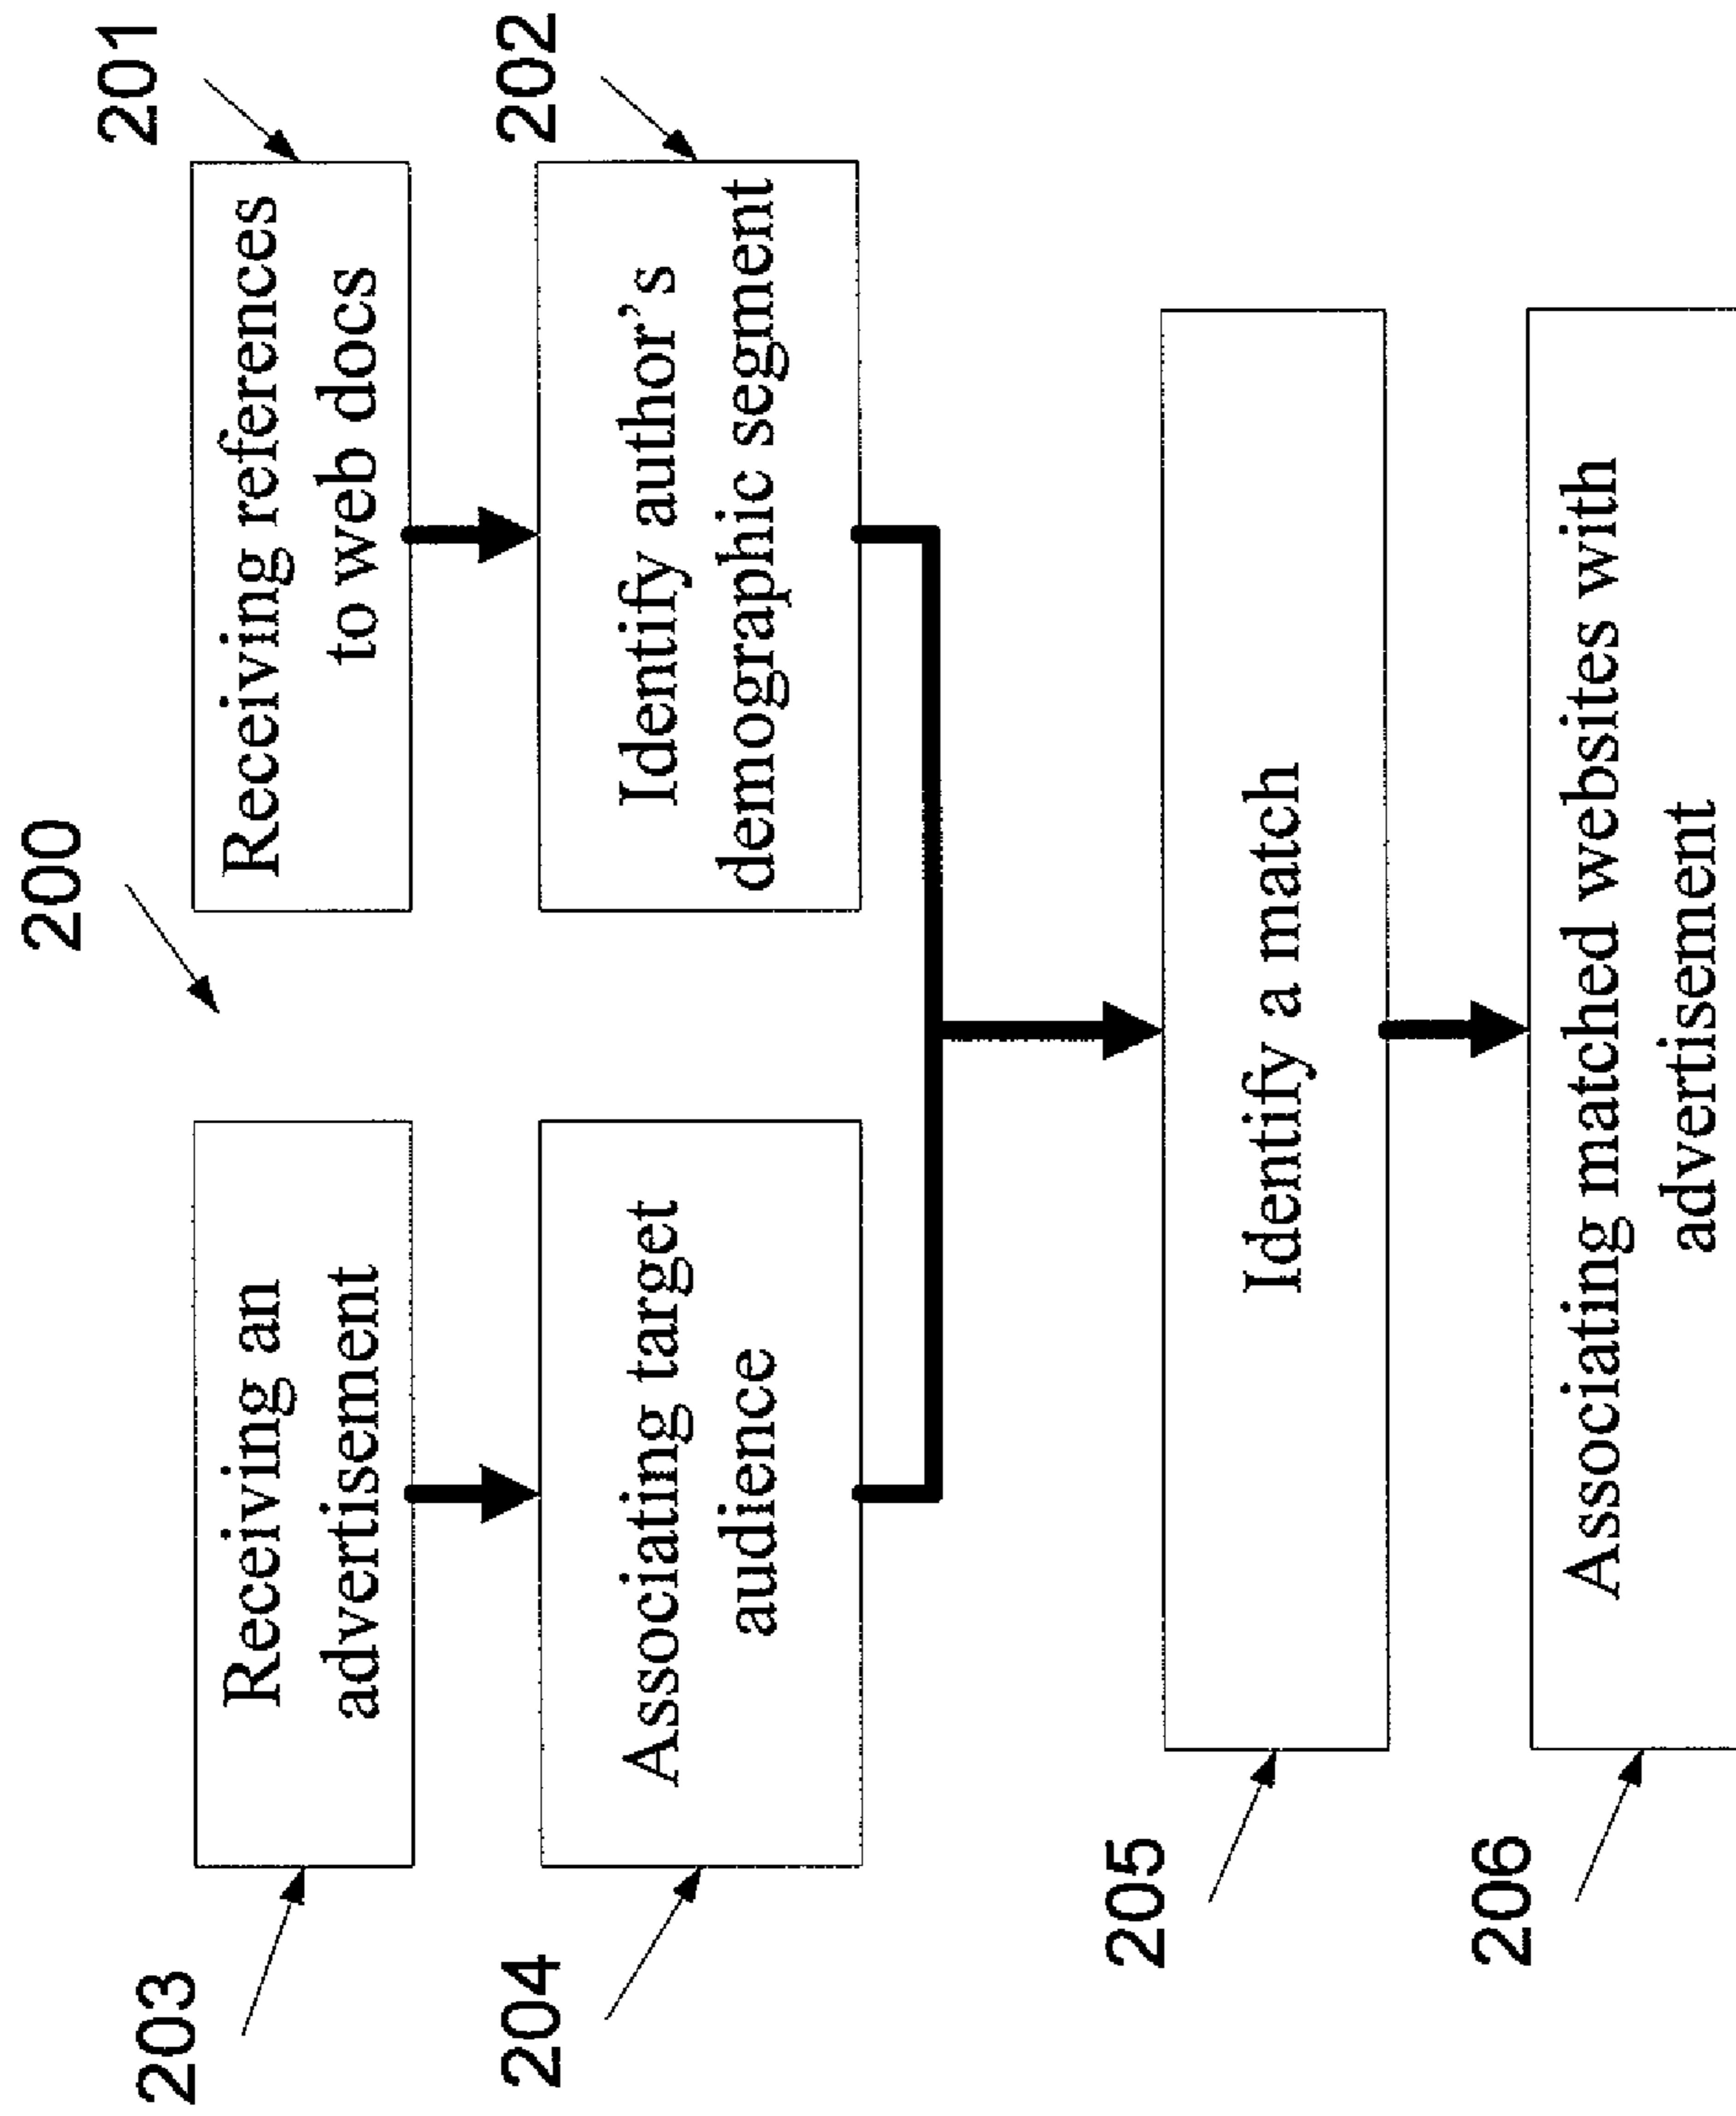 200
203
Receiving an
advertisement
201
Receiving references
to web docs
204
Associating target
audience
202
Identify author's
demographic segment
205
Identify a match
206
Associating matched websites with
advertisement